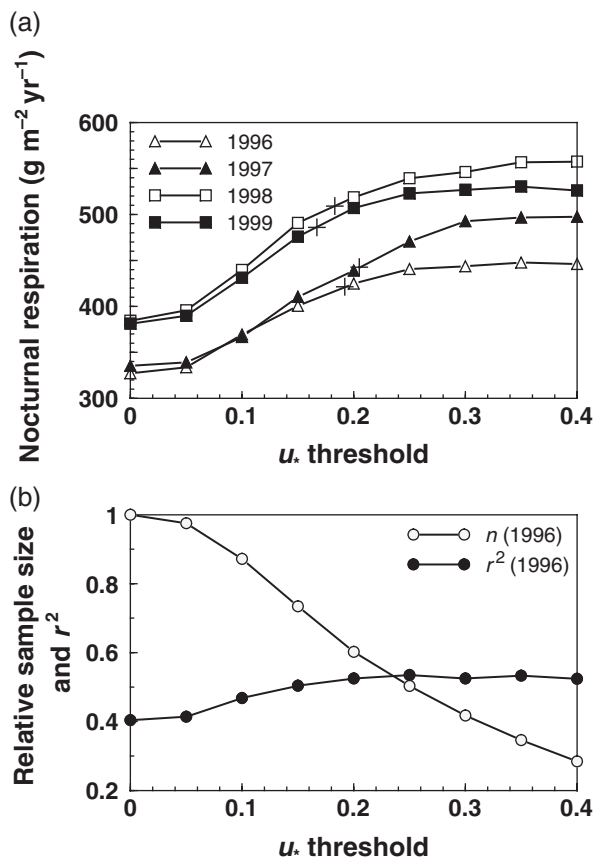 (a)
Nocturnal respiration (g m⁻² yr⁻¹)
600
500
400
300
1996
1997
1998
1999
0 0.1 0.2 0.3 0.4
u* threshold
(b)
Relative sample size
and r²
1
0.8
0.6
0.4
0.2
n (1996)
r² (1996)
0 0.1 0.2 0.3 0.4
u* threshold